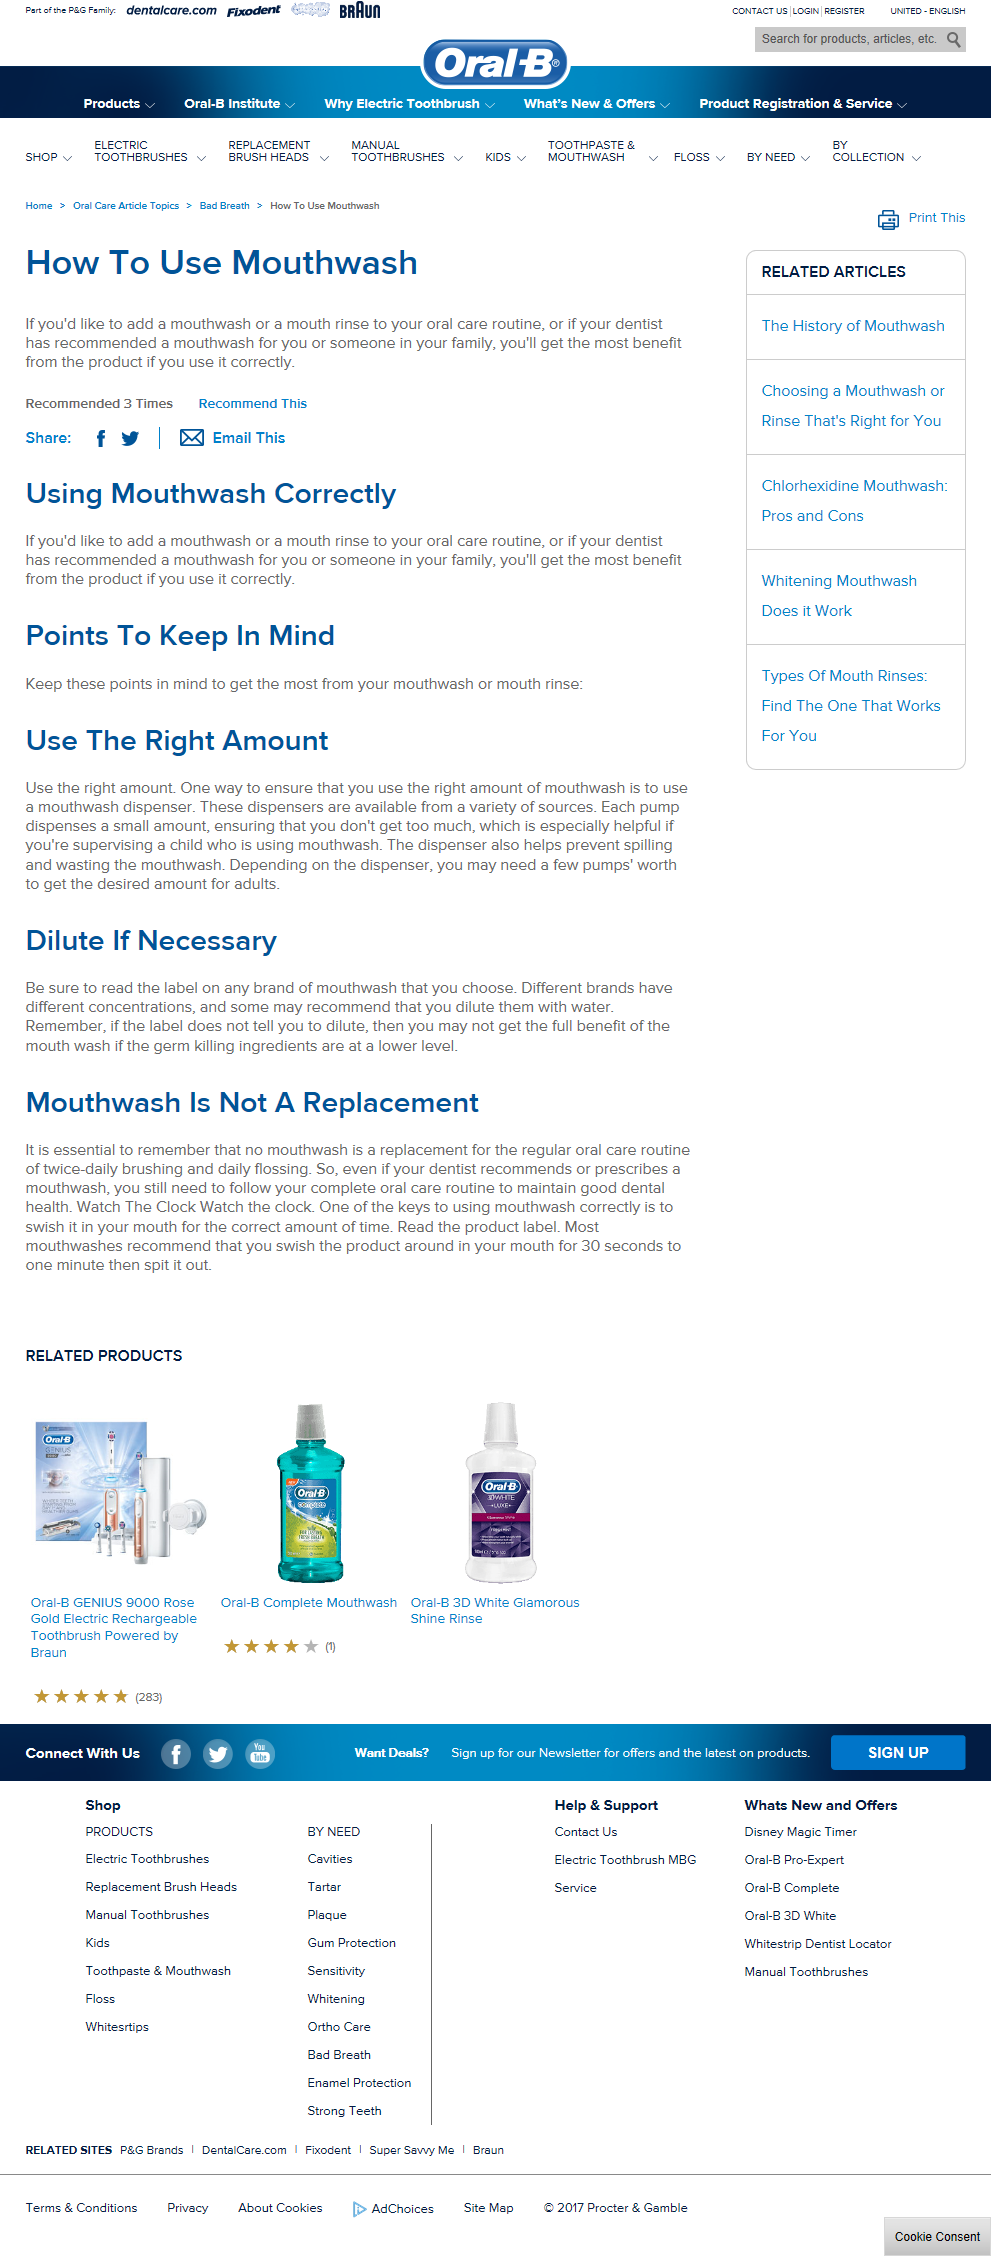 Part of the P&G Family:
dentalcare.com Fixodent BRAUN
CONTACT US LOGIN REGISTER UNITED - ENGLISH
Search for products, articles, etc.
Oral-B®
Products Oral-B Institute Why Electric Toothbrush What's New & Offers Product Registration & Service
SHOP
ELECTRIC
TOOTHBRUSHES
REPLACEMENT
BRUSH HEADS
MANUAL
TOOTHBRUSHES
KIDS
TOOTHPASTE &
MOUTHWASH
FLOSS
BY NEED
BY
COLLECTION
Home > Oral Care Article Topics > Bad Breath > How To Use Mouthwash
Print This
How To Use Mouthwash
If you'd like to add a mouthwash or a mouth rinse to your oral care routine, or if your dentist
has recommended a mouthwash for you or someone in your family, you'll get the most benefit
from the product if you use it correctly.
Recommended 3 Times Recommend This
Share: Email This
Using Mouthwash Correctly
If you'd like to add a mouthwash or a mouth rinse to your oral care routine, or if your dentist
has recommended a mouthwash for you or someone in your family, you'll get the most benefit
from the product if you use it correctly.
Points To Keep In Mind
Keep these points in mind to get the most from your mouthwash or mouth rinse:
Use The Right Amount
Use the right amount. One way to ensure that you use the right amount of mouthwash is to use
a mouthwash dispenser. These dispensers are available from a variety of sources. Each pump
dispenses a small amount, ensuring that you don't get too much, which is especially helpful if
you're supervising a child who is using mouthwash. The dispenser also helps prevent spilling
and wasting the mouthwash. Depending on the dispenser, you may need a few pumps' worth
to get the desired amount for adults.
Dilute If Necessary
Be sure to read the label on any brand of mouthwash that you choose. Different brands have
different concentrations, and some may recommend that you dilute them with water.
Remember, if the label does not tell you to dilute, then you may not get the full benefit of the
mouth wash if the germ killing ingredients are at a lower level.
Mouthwash Is Not A Replacement
It is essential to remember that no mouthwash is a replacement for the regular oral care routine
of twice-daily brushing and daily flossing. So, even if your dentist recommends or prescribes a
mouthwash, you still need to follow your complete oral care routine to maintain good dental
health. Watch The Clock Watch the clock. One of the keys to using mouthwash correctly is to
swish it in your mouth for the correct amount of time. Read the product label. Most
mouthwashes recommend that you swish the product around in your mouth for 30 seconds to
one minute then spit it out.
RELATED ARTICLES
The History of Mouthwash
Choosing a Mouthwash or
Rinse That's Right for You
Chlorhexidine Mouthwash:
Pros and Cons
Whitening Mouthwash
Does it Work
Types Of Mouth Rinses:
Find The One That Works
For You
RELATED PRODUCTS
Oral-B
GENIUS
Oral-B
complete
Oral-B
3DWHITE
LUXE
Oral-B GENIUS 9000 Rose
Gold Electric Rechargeable
Toothbrush Powered by
Braun
(283)
Oral-B Complete Mouthwash
(1)
Oral-B 3D White Glamorous
Shine Rinse
Connect With Us
You
Tube
Want Deals? Sign up for our Newsletter for offers and the latest on products. SIGN UP
Shop
PRODUCTS
Electric Toothbrushes
Replacement Brush Heads
Manual Toothbrushes
Kids
Toothpaste & Mouthwash
Floss
Whitesrtips
BY NEED
Cavities
Tartar
Plaque
Gum Protection
Sensitivity
Whitening
Ortho Care
Bad Breath
Enamel Protection
Strong Teeth
Help & Support
Contact Us
Electric Toothbrush MBG
Service
Whats New and Offers
Disney Magic Timer
Oral-B Pro-Expert
Oral-B Complete
Oral-B 3D White
Whitestrip Dentist Locator
Manual Toothbrushes
RELATED SITES P&G Brands | DentalCare.com | Fixodent | Super Savvy Me | Braun
Terms & Conditions Privacy About Cookies AdChoices Site Map © 2017 Procter & Gamble
Cookie Consent